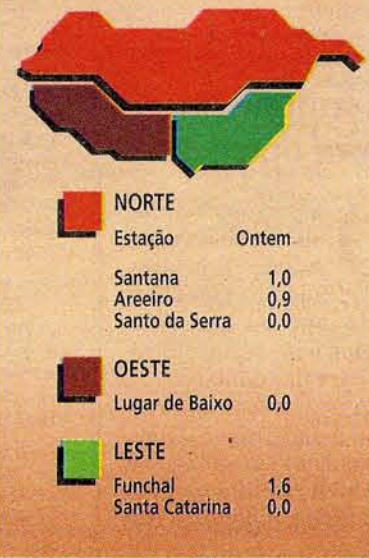 NORTE
Estação Ontem
Santana 1,0
Areeiro 0,9
Santo da Serra 0,0
OESTE
Lugar de Baixo 0,0
LESTE
Funchal 1,6
Santa Catarina 0,0